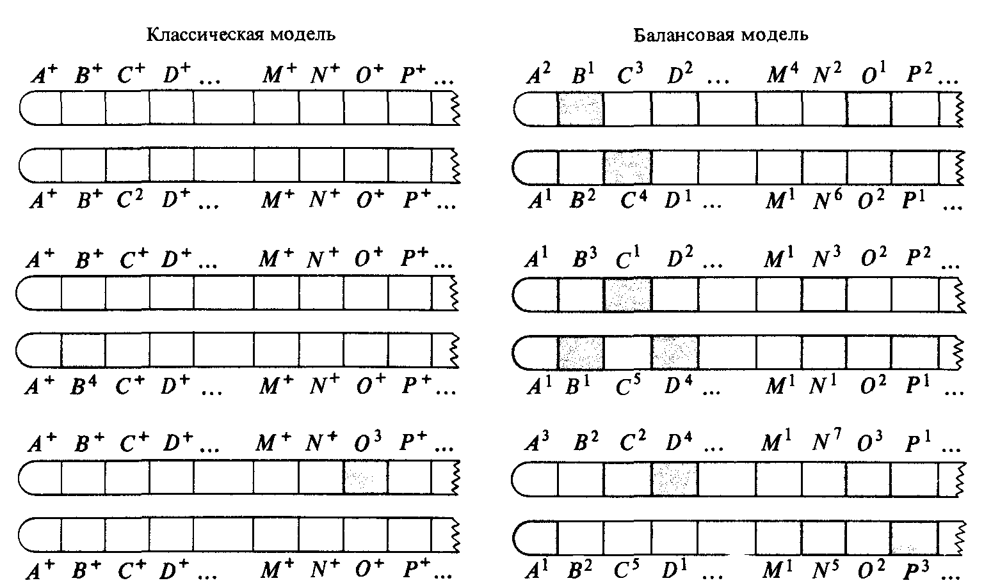 Классическая модель
A⁺ B⁺ C⁺ D⁺ ... M⁺ N⁺ O⁺ P⁺ ...
A⁺ B⁺ C² D⁺ ... M⁺ N⁺ O⁺ P⁺ ...
A⁺ B⁺ C⁺ D⁺ ... M⁺ N⁺ O⁺ P⁺ ...
A⁺ B⁴ C⁺ D⁺ ... M⁺ N⁺ O⁺ P⁺ ...
A⁺ B⁺ C⁺ D⁺ ... M⁺ N⁺ O³ P⁺ ...
A⁺ B⁺ C⁺ D⁺ ... M⁺ N⁺ O⁺ P⁺ ...
Балансовая модель
A² B¹ C³ D² ... M⁴ N² O¹ P² ...
A¹ B² C⁴ D¹ ... M¹ N⁶ O² P¹ ...
A¹ B³ C¹ D² ... M¹ N³ O² P² ...
A¹ B¹ C⁵ D⁴ ... M¹ N¹ O² P¹ ...
A³ B² C² D⁴ ... M¹ N⁷ O³ P¹ ...
A¹ B² C⁵ D¹ ... M¹ N⁵ O² P³ ...